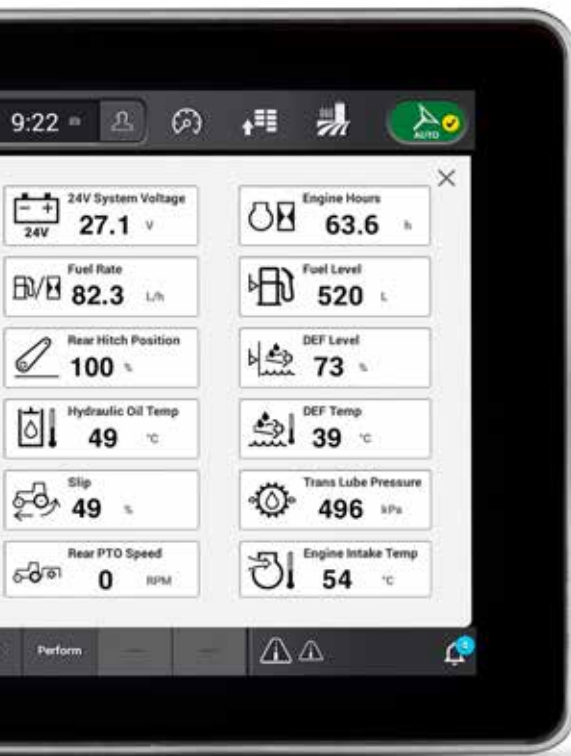 9:22
AUTO
24V
24V System Voltage
27.1 V
Engine Hours
63.6 h
Fuel Rate
82.3 L/h
Fuel Level
520 L
Rear Hitch Position
100 %
DEF Level
73 %
Hydraulic Oil Temp
49 °C
DEF Temp
39 °C
Slip
49 %
Trans Lube Pressure
496 kPa
Rear PTO Speed
0 RPM
Engine Intake Temp
54 °C
Perform